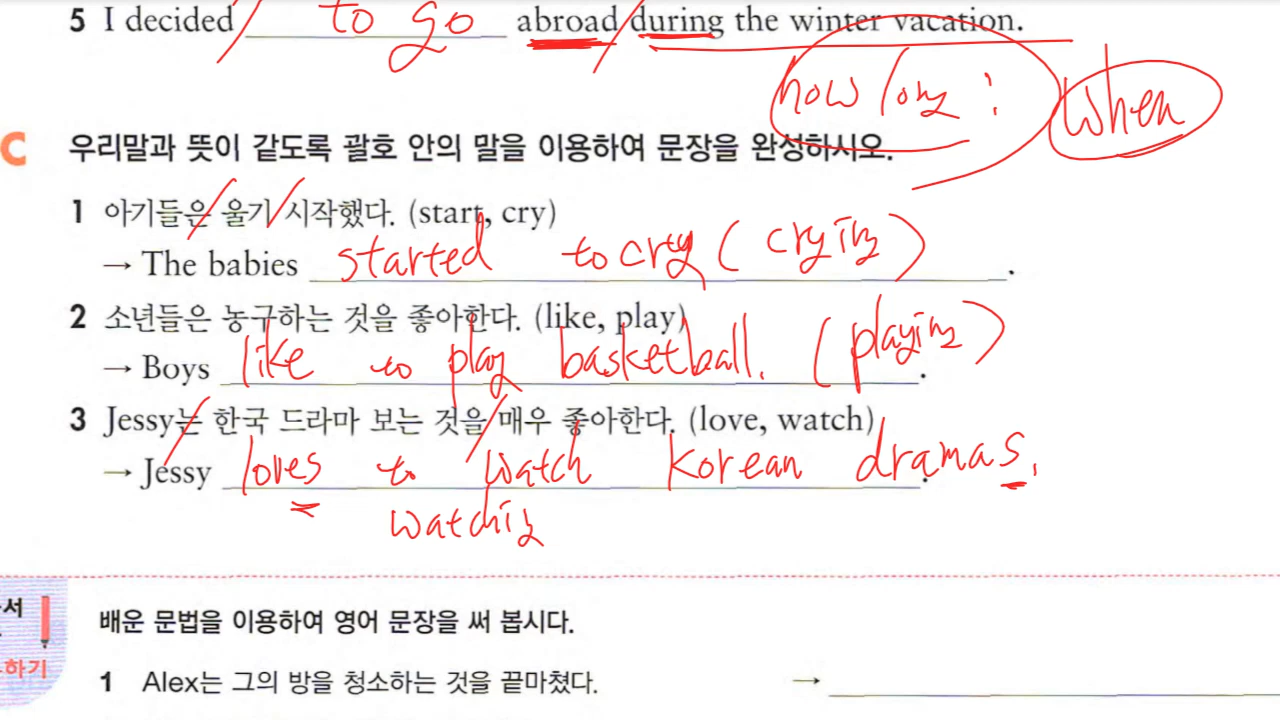 5 I decided to go abroad during the winter vacation.
how long : when
C 우리말과 뜻이 같도록 괄호 안의 말을 이용하여 문장을 완성하시오.
1 아기들은 울기 시작했다. (start, cry)
→ The babies started to cry (crying).
2 소년들은 농구하는 것을 좋아한다. (like, play)
→ Boys like to play basketball. (playing).
3 Jessy는 한국 드라마 보는 것을 매우 좋아한다. (love, watch)
→ Jessy loves to watch Korean dramas.
watching
배운 문법을 이용하여 영어 문장을 써 봅시다.
하기
1 Alex는 그의 방을 청소하는 것을 끝마쳤다. →